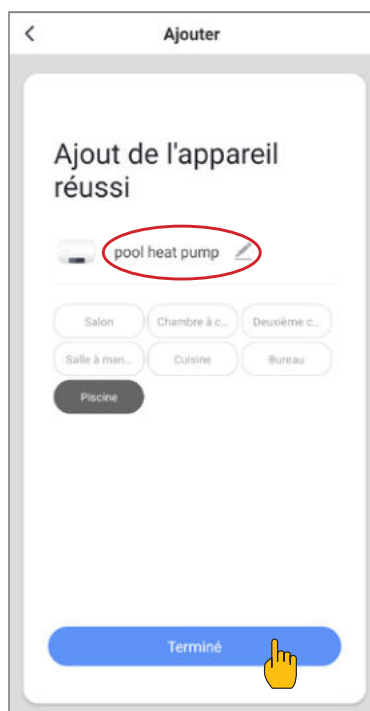 Ajouter
Ajout de l'appareil
réussi
pool heat pump
Salon
Chambre à c...
Deuxième c...
Salle à man...
Cuisine
Bureau
Piscine
Terminé